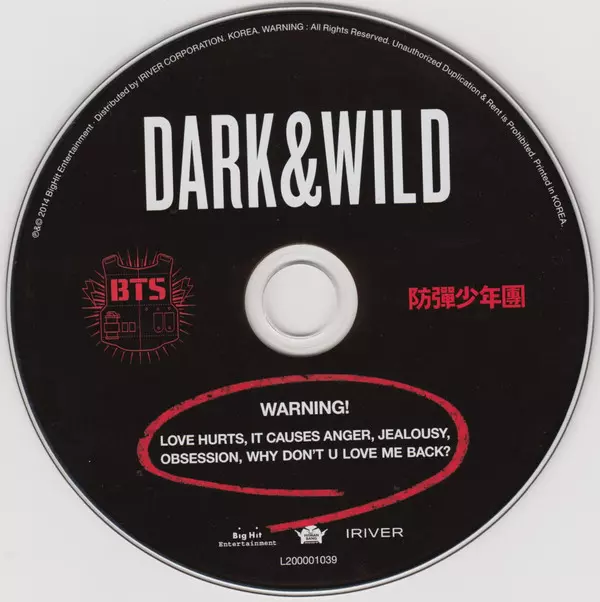 ℗&© 2014 BigHit Entertainment · Distributed by IRIVER CORPORATION. KOREA. WARNING : All Rights Reserved. Unauthorized Duplication & Rent is Prohibited. Printed in KOREA.
DARK&WILD
BTS
防彈少年團
WARNING!
LOVE HURTS, IT CAUSES ANGER, JEALOUSY,
OBSESSION, WHY DON'T U LOVE ME BACK?
Big Hit
Entertainment
IRIVER
L200001039